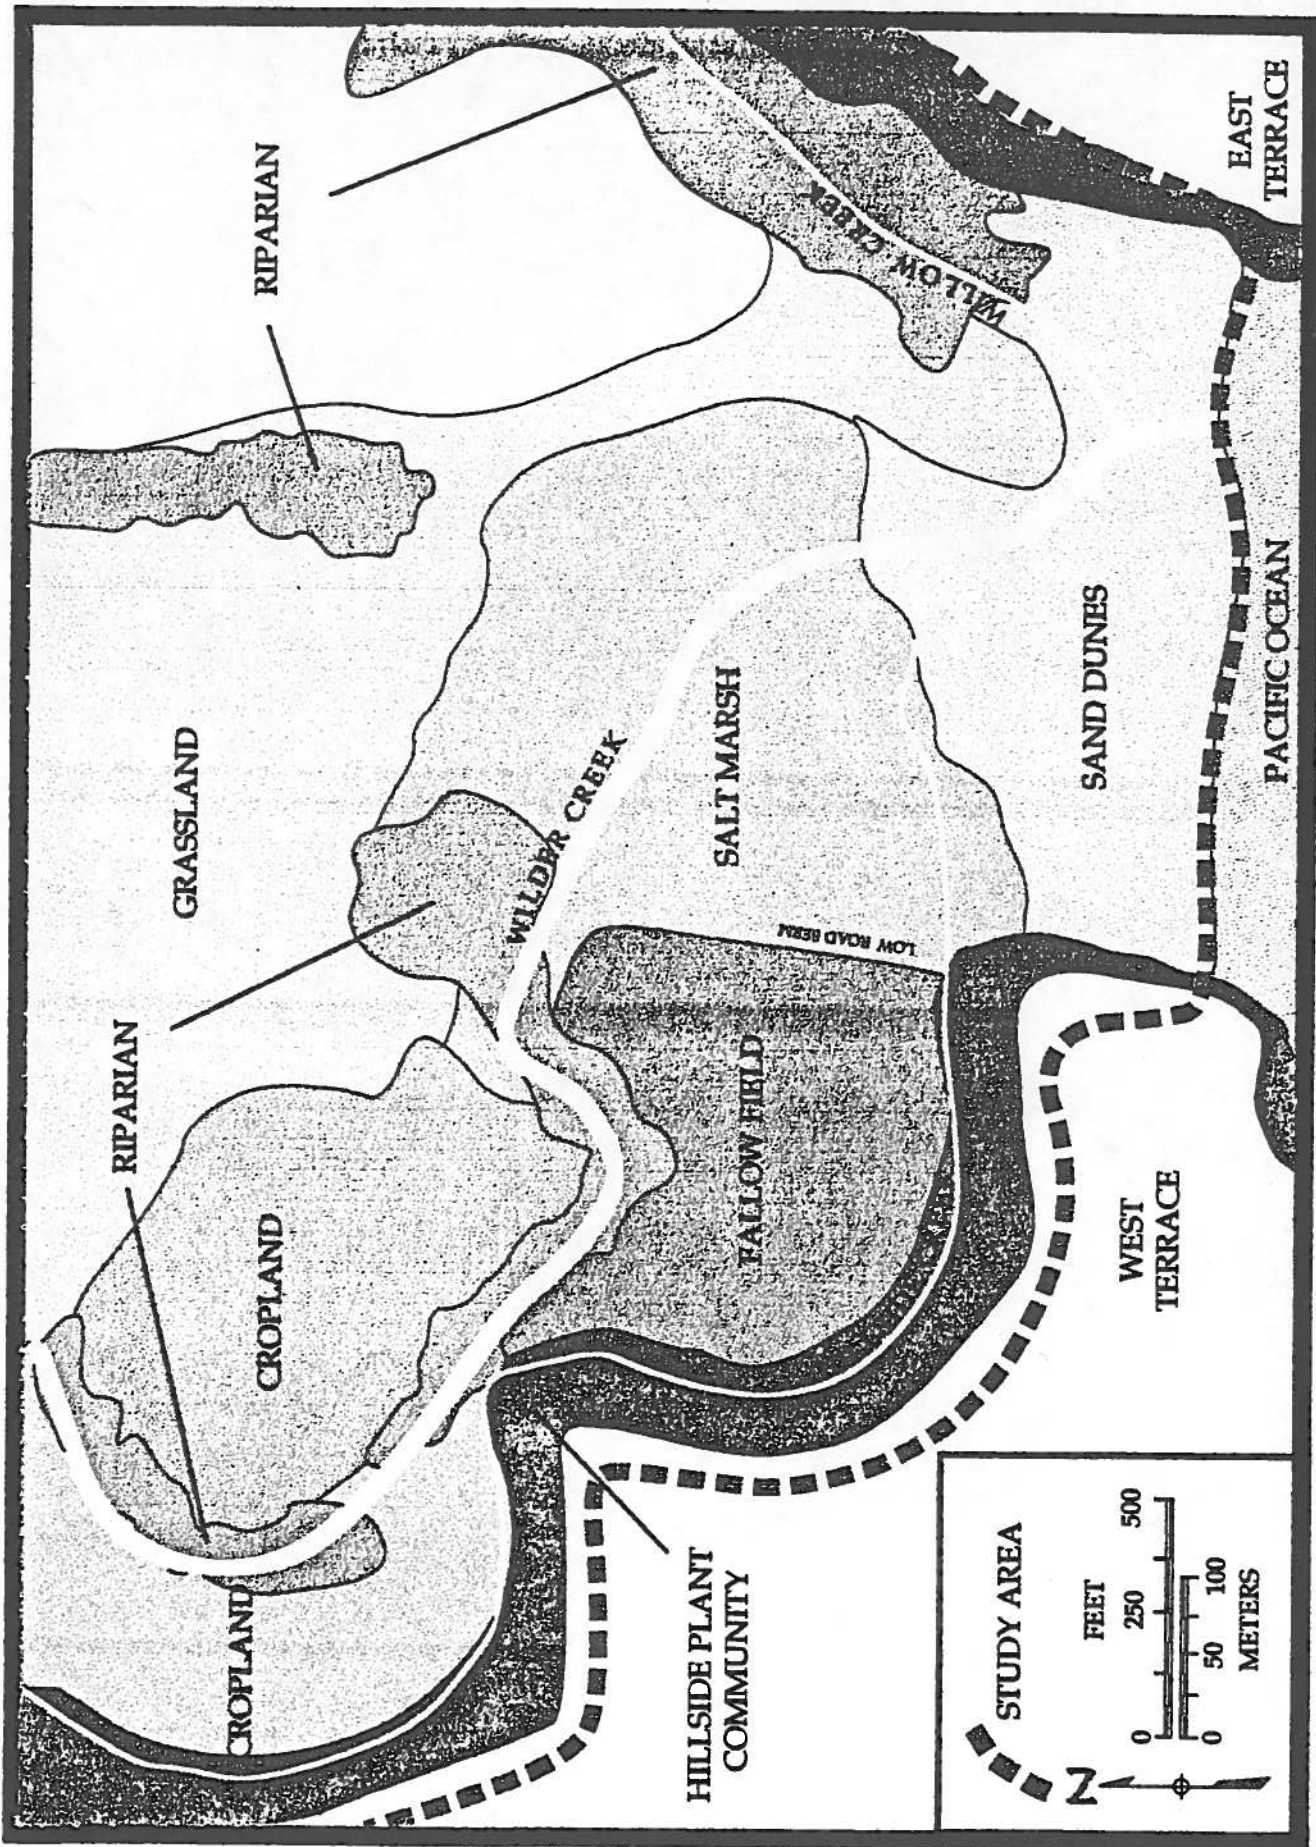 RIPARIAN
RIPARIAN
GRASSLAND
CROPLAND
CROPLAND
WILDER CREEK
WILLOW CREEK
SALT MARSH
LOW ROAD BERM
FALLOW FIELD
SAND DUNES
PACIFIC OCEAN
EAST
TERRACE
WEST
TERRACE
HILLSIDE PLANT
COMMUNITY
STUDY AREA
FEET
0 250 500
0 50 100
METERS
N